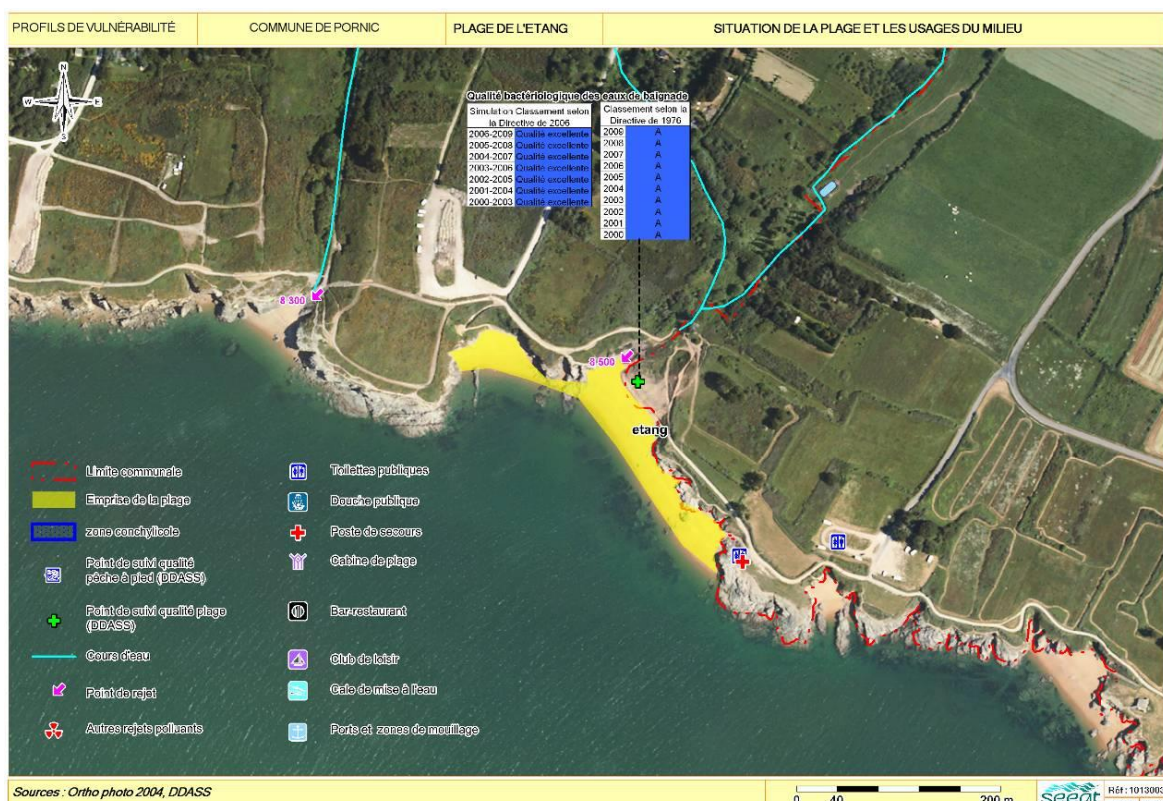 PROFILS DE VULNÉRABILITÉ
COMMUNE DE PORNIC
PLAGE DE L'ETANG
SITUATION DE LA PLAGE ET LES USAGES DU MILIEU
N
W E
S
Qualité bactériologique des eaux de baignade
Simulation Classement selon
la Directive de 2006
2006-2009 Qualité excellente
2005-2008 Qualité excellente
2004-2007 Qualité excellente
2003-2006 Qualité excellente
2002-2005 Qualité excellente
2001-2004 Qualité excellente
2000-2003 Qualité excellente
Classement selon la
Directive de 1976
2009 A
2008 A
2007 A
2006 A
2005 A
2004 A
2003 A
2002 A
2001 A
2000 A
8 300
8 500
etang
Limite communale
Emprise de la plage
zone conchylicole
Point de suivi qualité
pêche à pied (DDASS)
Point de suivi qualité plage
(DDASS)
Cours d'eau
Point de rejet
Autres rejets polluants
Toilettes publiques
Douche publique
Poste de secours
Cabine de plage
Bar-restaurant
Club de loisir
Cale de mise à l'eau
Ports et zones de mouillage
Sources : Ortho photo 2004, DDASS
0 40 200 m
seeat
Réf : 1013003